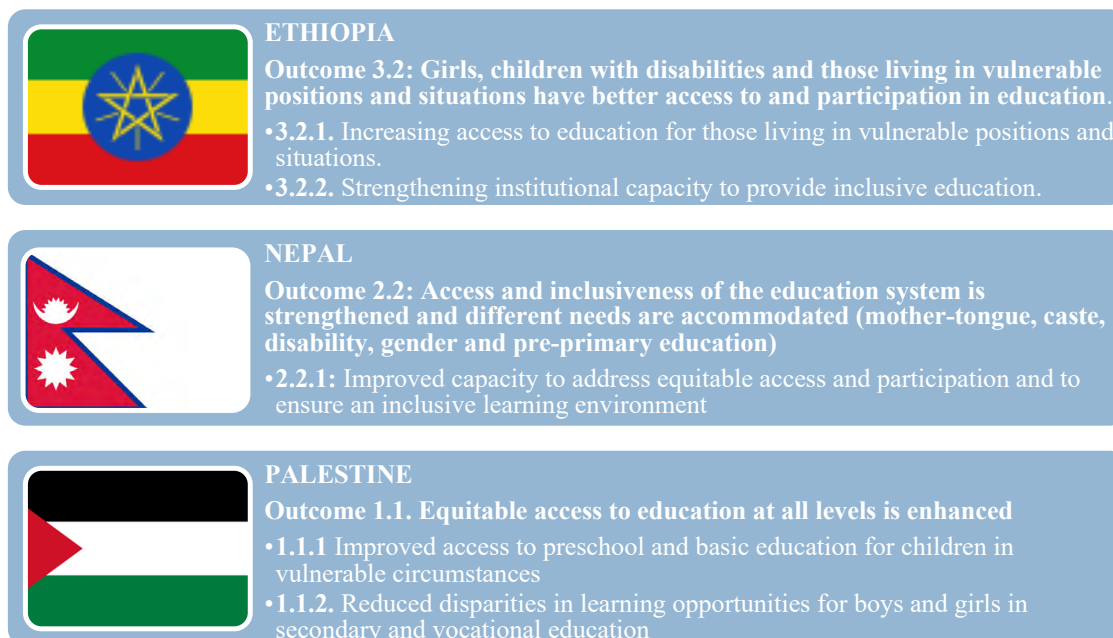 ETHIOPIA
Outcome 3.2: Girls, children with disabilities and those living in vulnerable
positions and situations have better access to and participation in education.
•3.2.1. Increasing access to education for those living in vulnerable positions and
situations.
•3.2.2. Strengthening institutional capacity to provide inclusive education.
NEPAL
Outcome 2.2: Access and inclusiveness of the education system is
strengthened and different needs are accommodated (mother-tongue, caste,
disability, gender and pre-primary education)
•2.2.1: Improved capacity to address equitable access and participation and to
ensure an inclusive learning environment
PALESTINE
Outcome 1.1. Equitable access to education at all levels is enhanced
•1.1.1 Improved access to preschool and basic education for children in
vulnerable circumstances
•1.1.2. Reduced disparities in learning opportunities for boys and girls in
secondary and vocational education